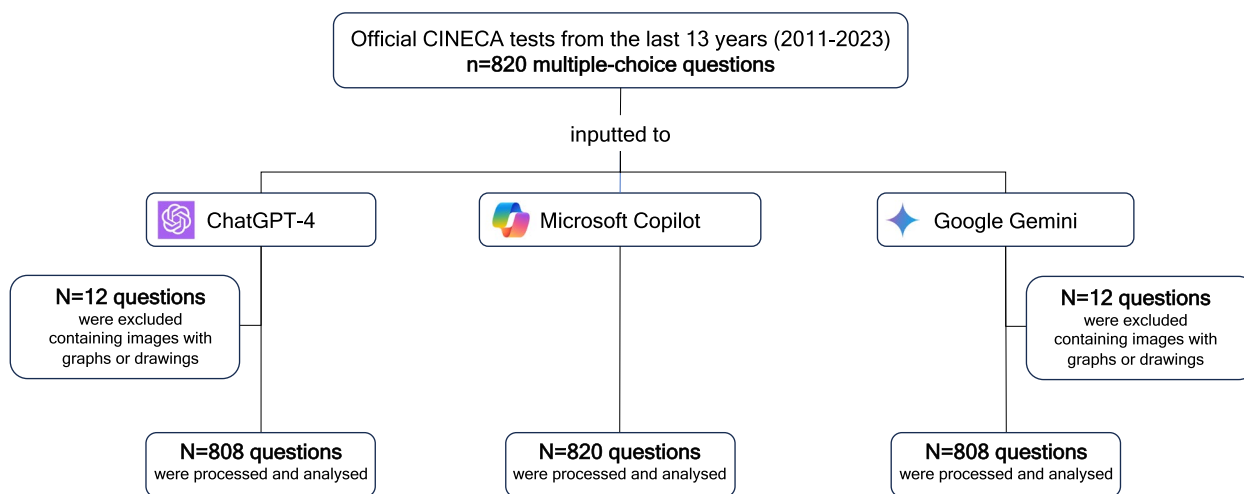 Official CINECA tests from the last 13 years (2011-2023)
n=820 multiple-choice questions
inputted to
ChatGPT-4
Microsoft Copilot
Google Gemini
N=12 questions
were excluded
containing images with
graphs or drawings
N=12 questions
were excluded
containing images with
graphs or drawings
N=808 questions
were processed and analysed
N=820 questions
were processed and analysed
N=808 questions
were processed and analysed